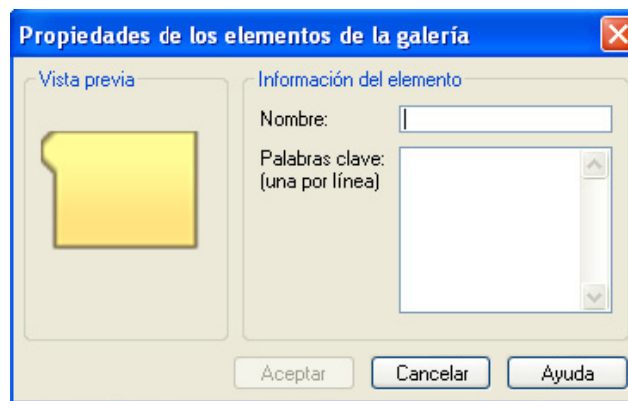 Propiedades de los elementos de la galería
Vista previa
Información del elemento
Nombre:
Palabras clave:
(una por línea)
Aceptar
Cancelar
Ayuda